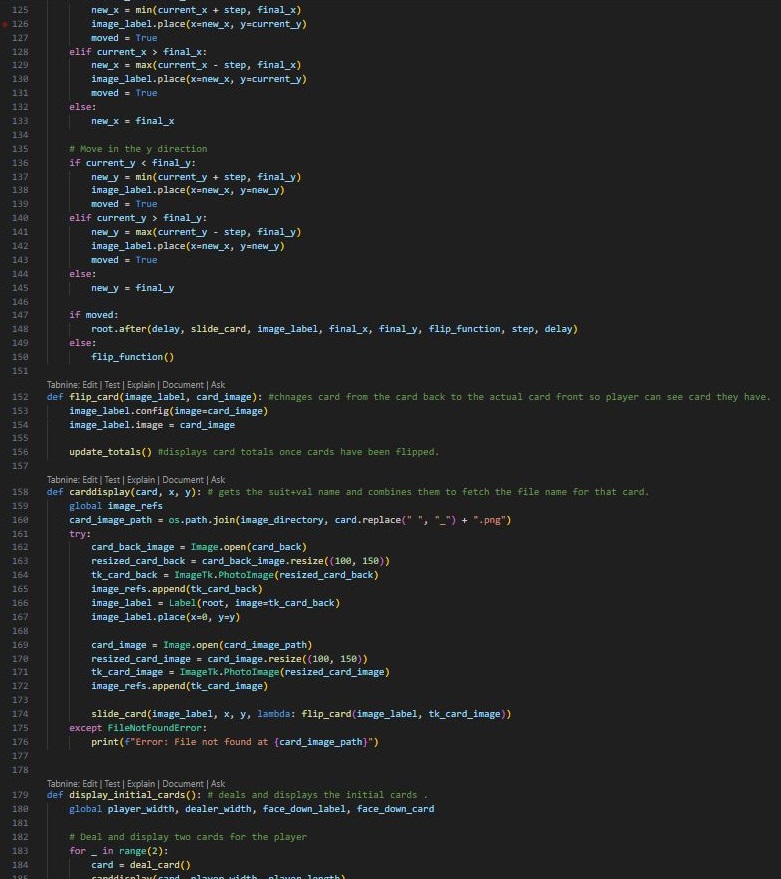 125 new_x = min(current_x + step, final_x)
126 image_label.place(x=new_x, y=current_y)
127 moved = True
128 elif current_x > final_x:
129 new_x = max(current_x - step, final_x)
130 image_label.place(x=new_x, y=current_y)
131 moved = True
132 else:
133 new_x = final_x
134
135 # Move in the y direction
136 if current_y < final_y:
137 new_y = min(current_y + step, final_y)
138 image_label.place(x=new_x, y=new_y)
139 moved = True
140 elif current_y > final_y:
141 new_y = max(current_y - step, final_y)
142 image_label.place(x=new_x, y=new_y)
143 moved = True
144 else:
145 new_y = final_y
146
147 if moved:
148 root.after(delay, slide_card, image_label, final_x, final_y, flip_function, step, delay)
149 else:
150 flip_function()
151
Tabnine: Edit | Test | Explain | Document | Ask
152 def flip_card(image_label, card_image): #chnages card from the card back to the actual card front so player can see card they have.
153 image_label.config(image=card_image)
154 image_label.image = card_image
155
156 update_totals() #displays card totals once cards have been flipped.
157
Tabnine: Edit | Test | Explain | Document | Ask
158 def carddisplay(card, x, y): # gets the suit+val name and combines them to fetch the file name for that card.
159 global image_refs
160 card_image_path = os.path.join(image_directory, card.replace(" ", "_") + ".png")
161 try:
162 card_back_image = Image.open(card_back)
163 resized_card_back = card_back_image.resize((100, 150))
164 tk_card_back = ImageTk.PhotoImage(resized_card_back)
165 image_refs.append(tk_card_back)
166 image_label = Label(root, image=tk_card_back)
167 image_label.place(x=0, y=y)
168
169 card_image = Image.open(card_image_path)
170 resized_card_image = card_image.resize((100, 150))
171 tk_card_image = ImageTk.PhotoImage(resized_card_image)
172 image_refs.append(tk_card_image)
173
174 slide_card(image_label, x, y, lambda: flip_card(image_label, tk_card_image))
175 except FileNotFoundError:
176 print(f"Error: File not found at {card_image_path}")
177
178
Tabnine: Edit | Test | Explain | Document | Ask
179 def display_initial_cards(): # deals and displays the initial cards .
180 global player_width, dealer_width, face_down_label, face_down_card
181
182 # Deal and display two cards for the player
183 for _ in range(2):
184 card = deal_card()
185 carddisplay(card, player_width, player_length)